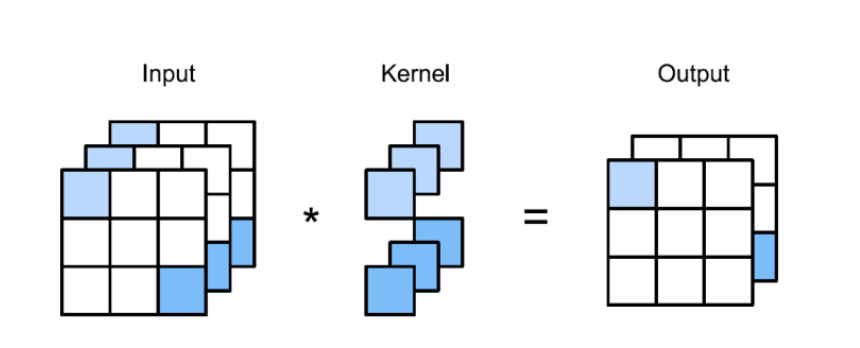 Input Kernel Output
* =